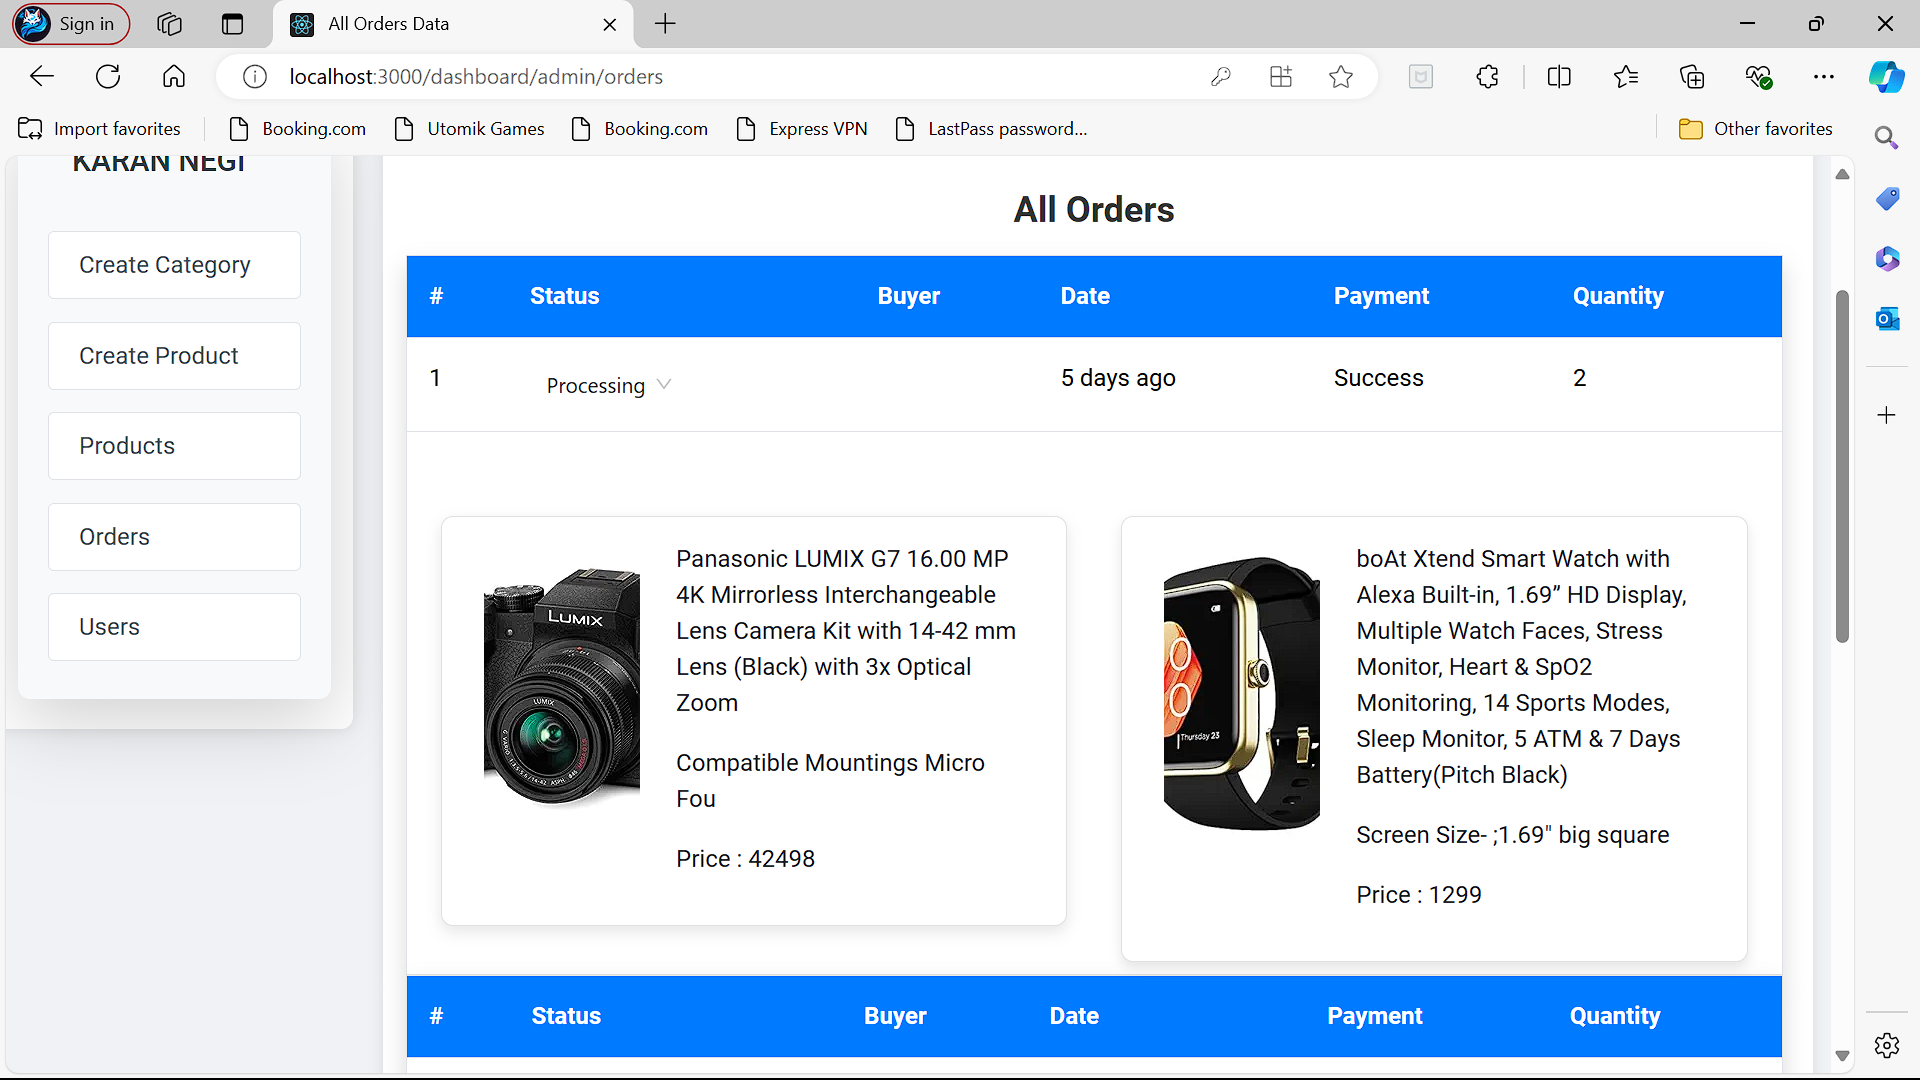 Sign in
All Orders Data
localhost:3000/dashboard/admin/orders
Import favorites
Booking.com
Utomik Games
Booking.com
Express VPN
LastPass password...
Other favorites
KARAN NEGI
Create Category
Create Product
Products
Orders
Users
All Orders
# Status Buyer Date Payment Quantity
1 Processing 5 days ago Success 2
LUMIX
LUMIX
Panasonic LUMIX G7 16.00 MP
4K Mirrorless Interchangeable
Lens Camera Kit with 14-42 mm
Lens (Black) with 3x Optical
Zoom
Compatible Mountings Micro
Fou
Price : 42498
Thursday 23
boAt Xtend Smart Watch with
Alexa Built-in, 1.69” HD Display,
Multiple Watch Faces, Stress
Monitor, Heart & SpO2
Monitoring, 14 Sports Modes,
Sleep Monitor, 5 ATM & 7 Days
Battery(Pitch Black)
Screen Size- ;1.69" big square
Price : 1299
# Status Buyer Date Payment Quantity